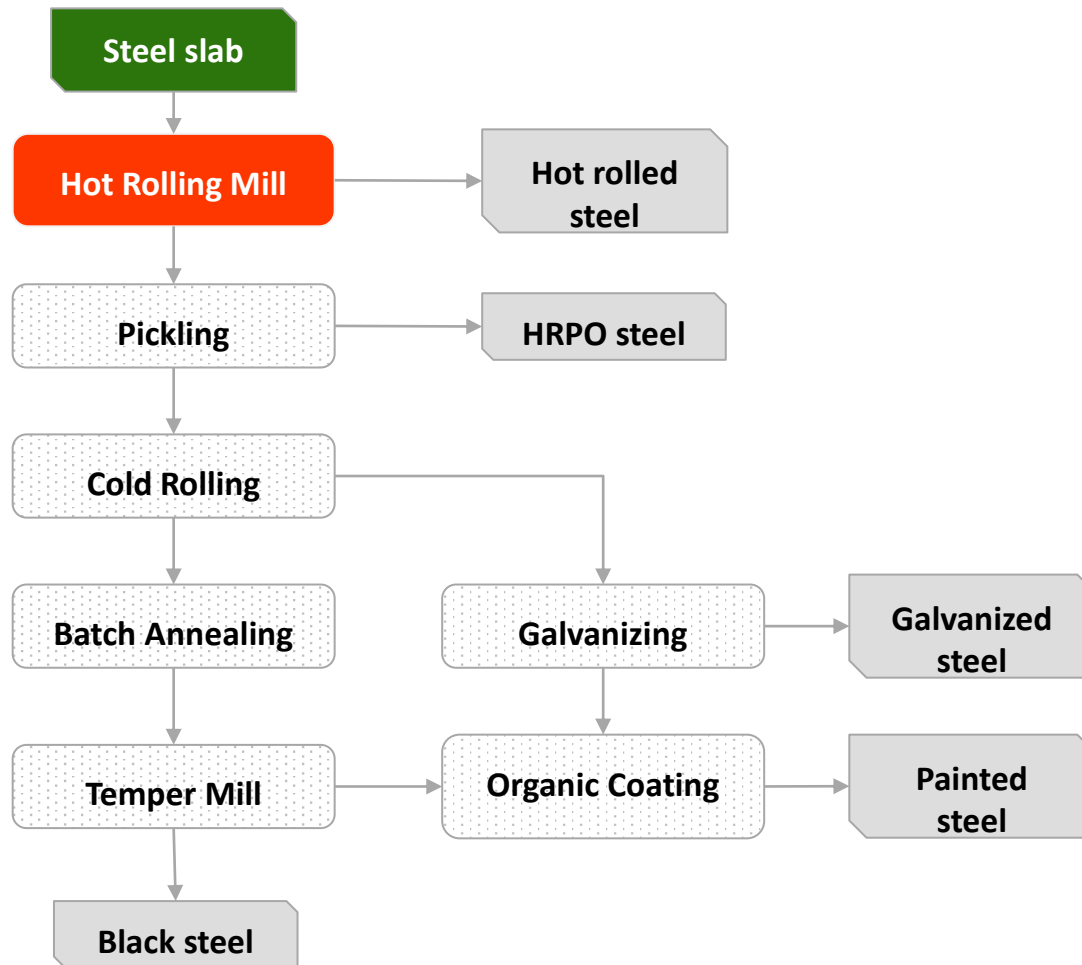 Steel slab
Hot Rolling Mill
Hot rolled
steel
Pickling
HRPO steel
Cold Rolling
Batch Annealing
Galvanizing
Galvanized
steel
Temper Mill
Organic Coating
Painted
steel
Black steel